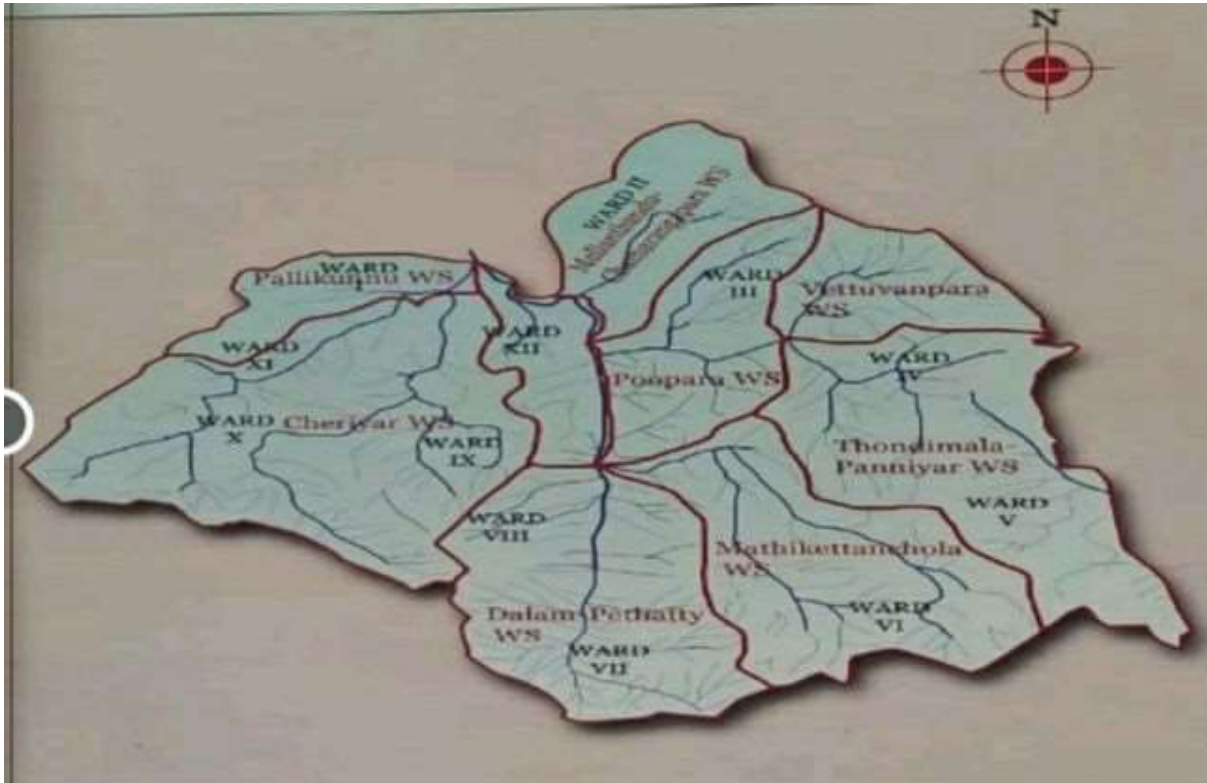 N
WARD II
WARD
I
Pallikunnu WS
WARD
III
Vettuvanpara
WS
WARD
XI
WARD
XII
Poopara WS
WARD
IV
WARD
X
Cheriyar WS
WARD
IX
Thondimala-
Panniyar WS
WARD
V
WARD
VIII
Mathikettanchola
WS
Dalam Pethalty
WS
WARD
VI
WARD
VII